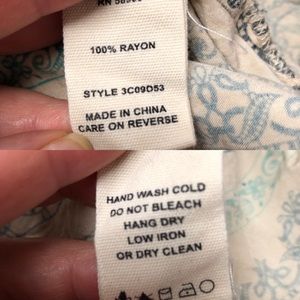 100% RAYON
STYLE 3C09D53
MADE IN CHINA
CARE ON REVERSE
HAND WASH COLD
DO NOT BLEACH
HANG DRY
LOW IRON
OR DRY CLEAN